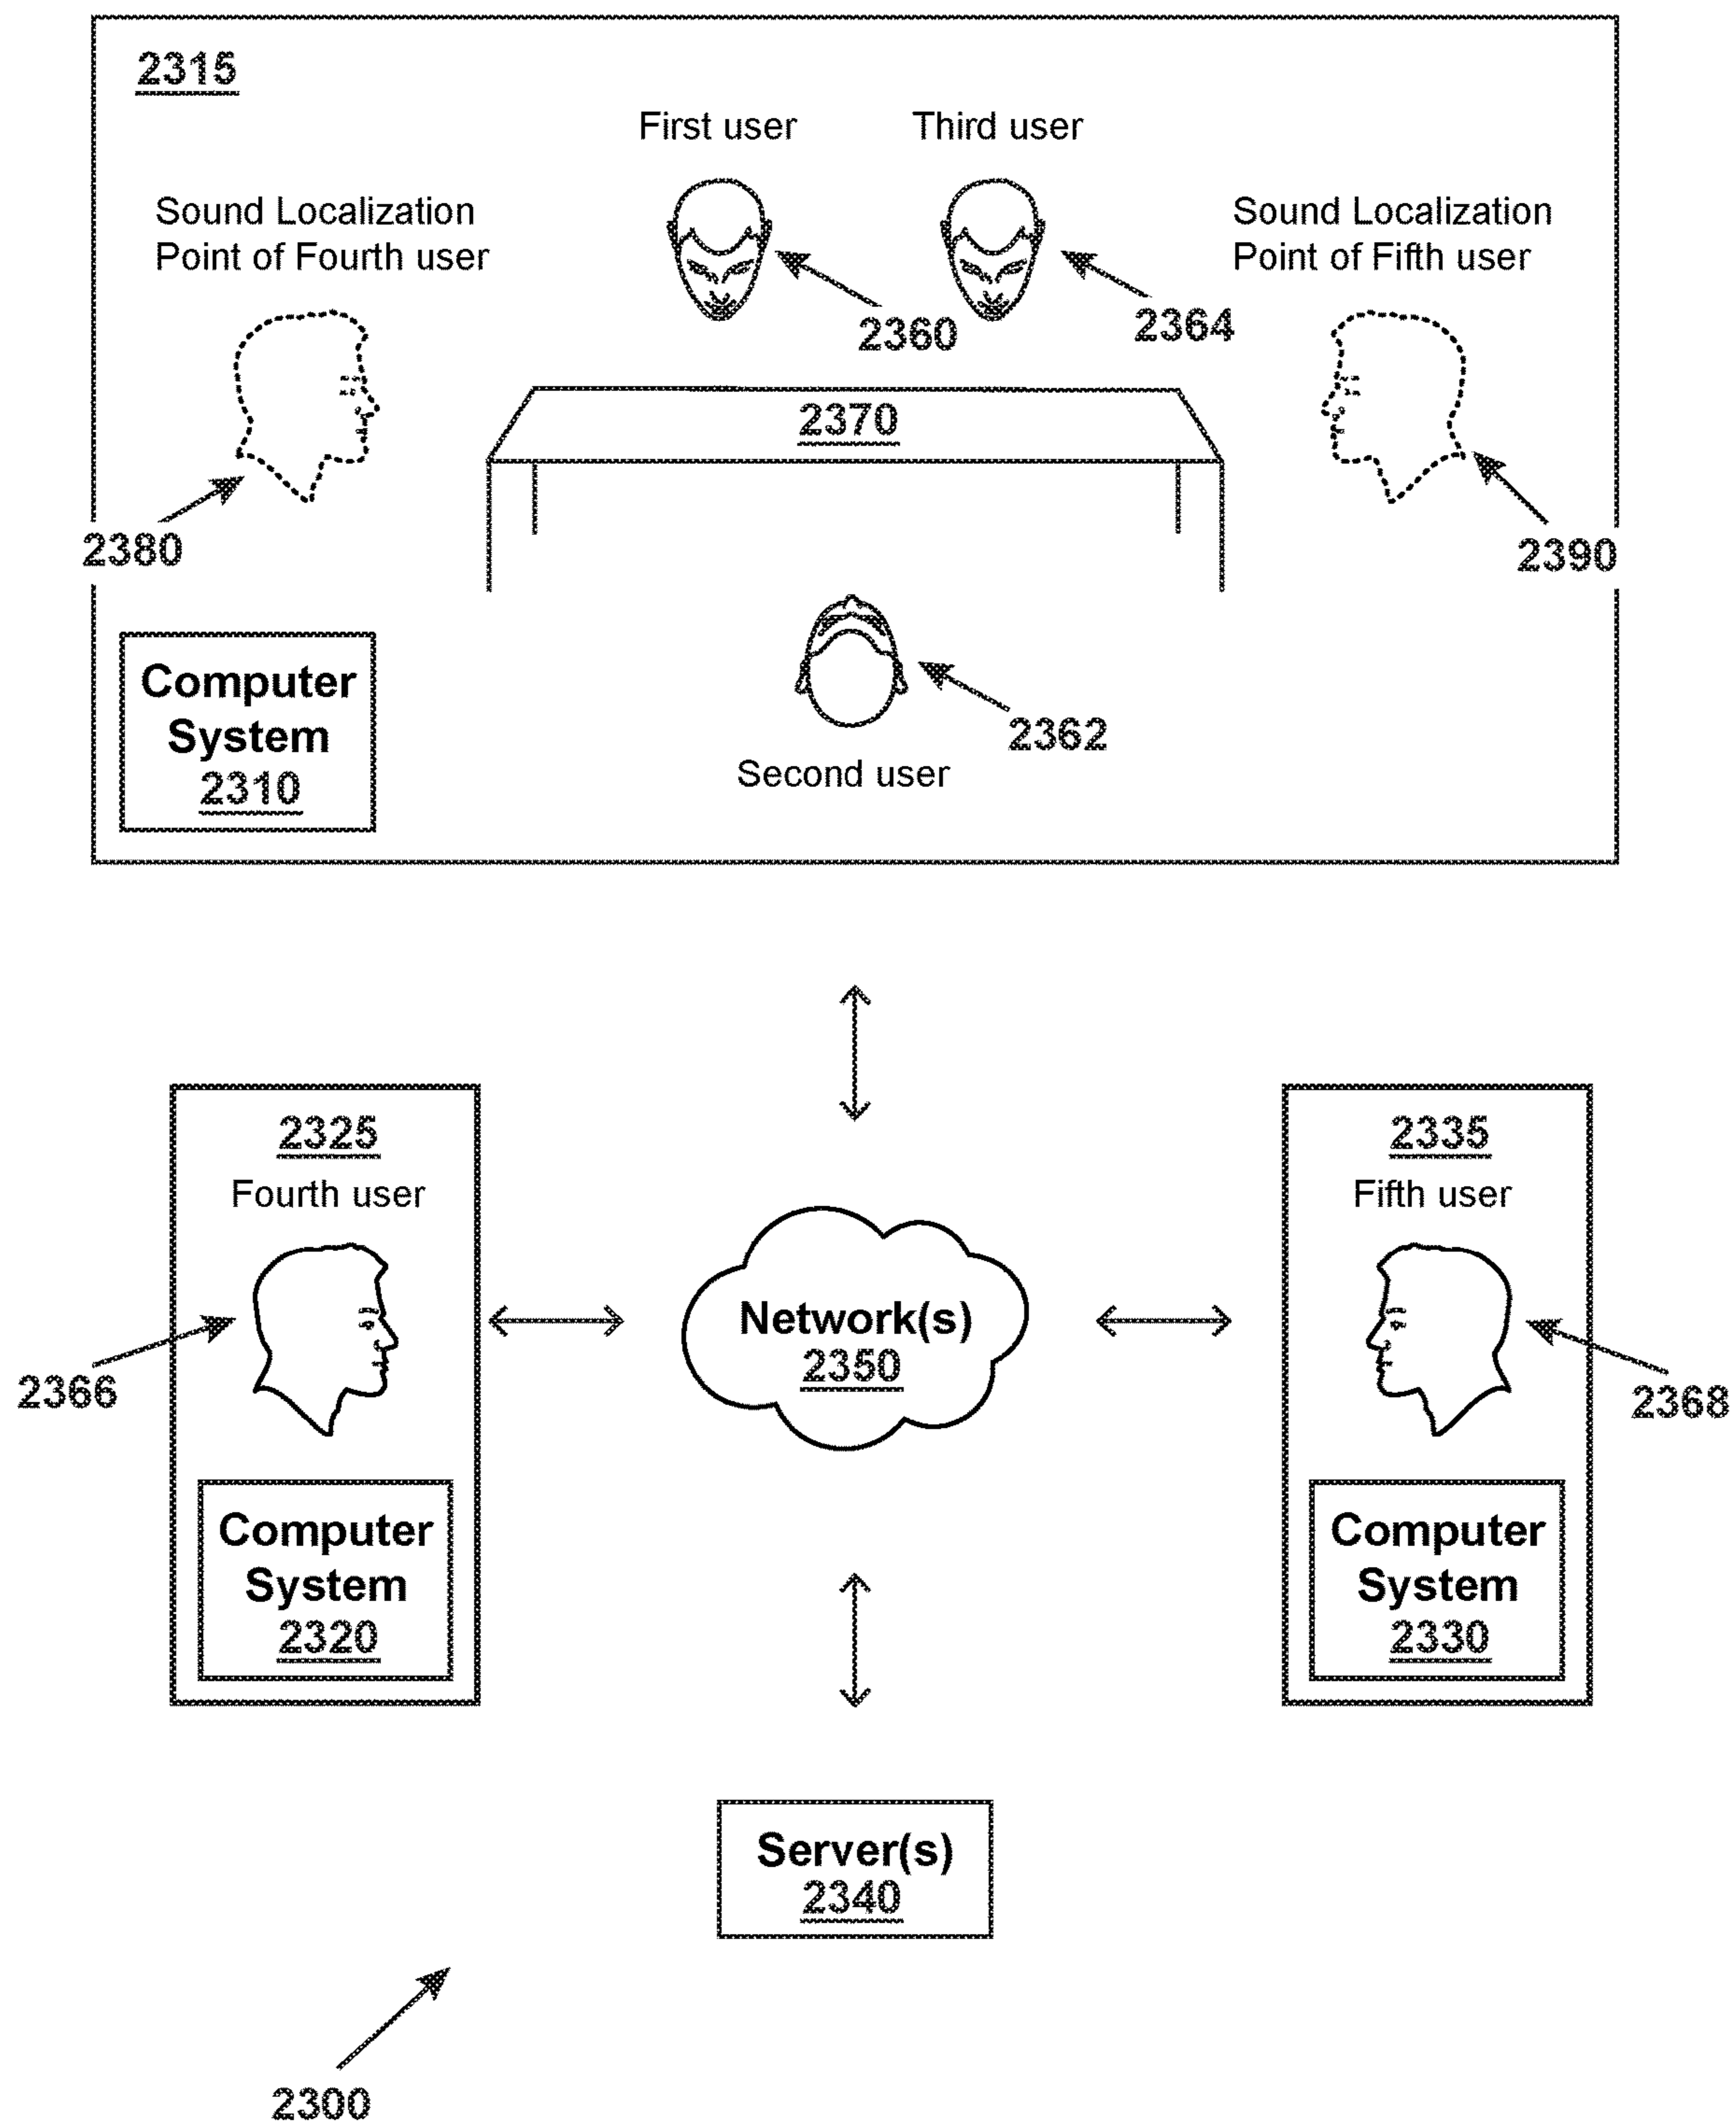 2315
First user
Third user
Sound Localization
Point of Fourth user
Sound Localization
Point of Fifth user
2360
2364
2370
2380
2390
Computer
System
2310
2362
Second user
2325
Fourth user
2335
Fifth user
Network(s)
2350
2366
2368
Computer
System
2320
Computer
System
2330
Server(s)
2340
2300